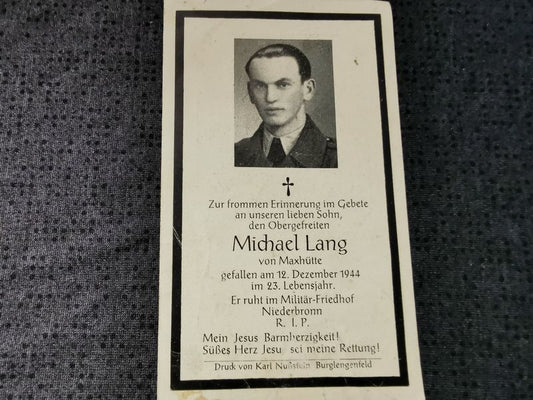 Zur frommen Erinnerung im Gebete
an unseren lieben Sohn,
den Obergefreiten
Michael Lang
von Maxhütte
gefallen am 12. Dezember 1944
im 23. Lebensjahr.
Er ruht im Militär-Friedhof
Niederbronn
R. I. P.
Mein Jesus Barmherzigkeit!
Süßes Herz Jesu sei meine Rettung!
Druck von Karl Nußstein Burglengenfeld